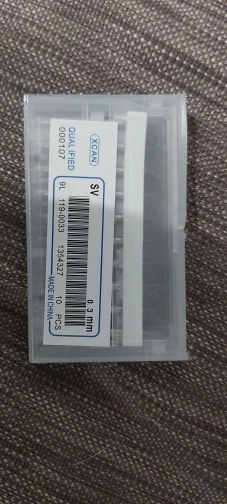 XCAN
QUALIFIED
000107
SV
0.3 mm
9L 119-0033 1354327 10 PCS
MADE IN CHINA